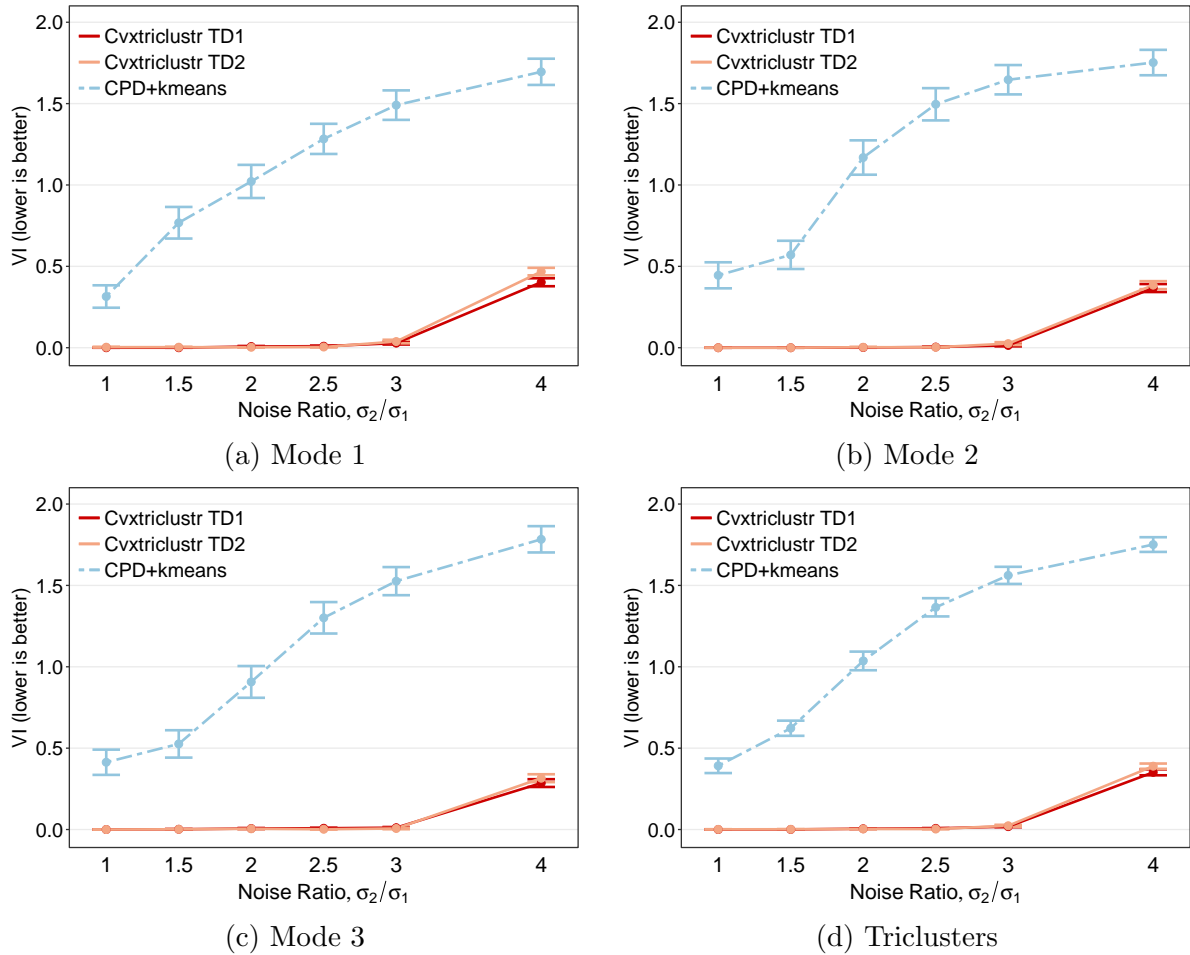 2.0
1.5
1.0
0.5
0.0
VI (lower is better)
Cvxtriclustr TD1
Cvxtriclustr TD2
CPD+kmeans
1 1.5 2 2.5 3 4
Noise Ratio, σ₂/σ₁
(a) Mode 1
2.0
1.5
1.0
0.5
0.0
VI (lower is better)
Cvxtriclustr TD1
Cvxtriclustr TD2
CPD+kmeans
1 1.5 2 2.5 3 4
Noise Ratio, σ₂/σ₁
(b) Mode 2
2.0
1.5
1.0
0.5
0.0
VI (lower is better)
Cvxtriclustr TD1
Cvxtriclustr TD2
CPD+kmeans
1 1.5 2 2.5 3 4
Noise Ratio, σ₂/σ₁
(c) Mode 3
2.0
1.5
1.0
0.5
0.0
VI (lower is better)
Cvxtriclustr TD1
Cvxtriclustr TD2
CPD+kmeans
1 1.5 2 2.5 3 4
Noise Ratio, σ₂/σ₁
(d) Triclusters